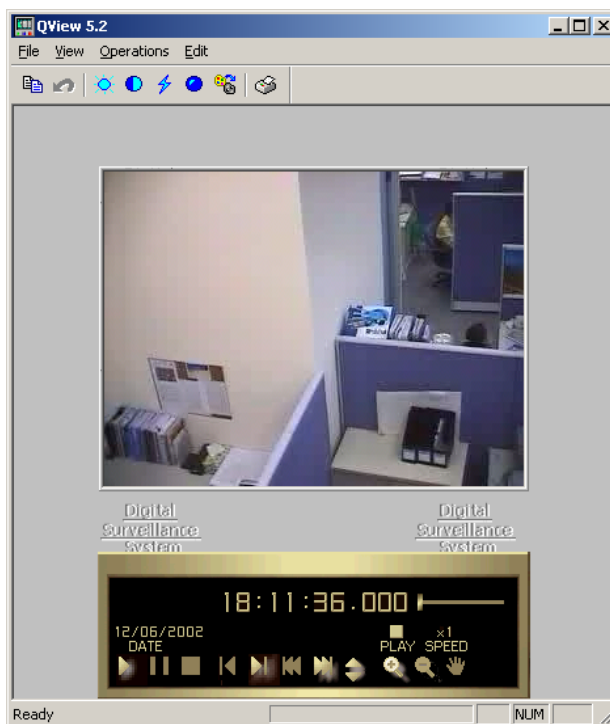 QView 5.2
File View Operations Edit
Digital Digital
Surveillance Surveillance
System System
18:11:36.000
12/06/2002 x1
DATE PLAY SPEED
Ready NUM